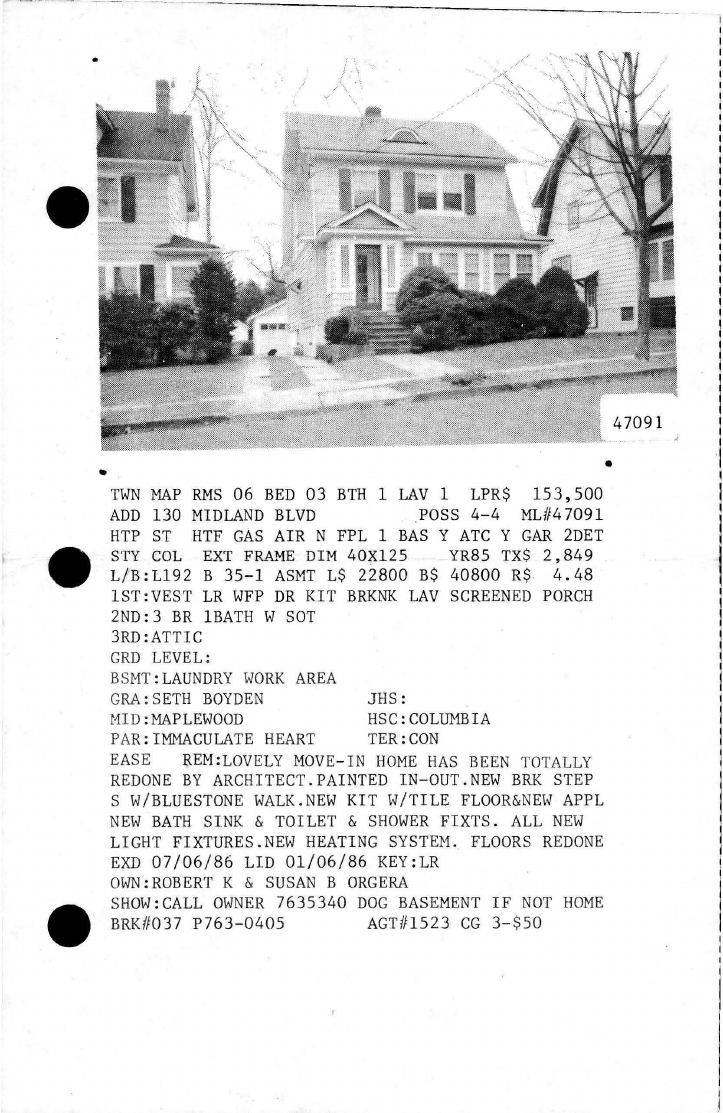 47091
TWN MAP RMS 06 BED 03 BTH 1 LAV 1 LPR$ 153,500
ADD 130 MIDLAND BLVD POSS 4-4 ML#47091
HTP ST HTF GAS AIR N FPL 1 BAS Y ATC Y GAR 2DET
STY COL EXT FRAME DIM 40X125 YR85 TX$ 2,849
L/B:L192 B 35-1 ASMT L$ 22800 B$ 40800 R$ 4.48
1ST:VEST LR WFP DR KIT BRKNK LAV SCREENED PORCH
2ND:3 BR 1BATH W SOT
3RD:ATTIC
GRD LEVEL:
BSMT:LAUNDRY WORK AREA
GRA:SETH BOYDEN JHS:
MID:MAPLEWOOD HSC:COLUMBIA
PAR:IMMACULATE HEART TER:CON
EASE REM:LOVELY MOVE-IN HOME HAS BEEN TOTALLY
REDONE BY ARCHITECT.PAINTED IN-OUT.NEW BRK STEP
S W/BLUESTONE WALK.NEW KIT W/TILE FLOOR&NEW APPL
NEW BATH SINK & TOILET & SHOWER FIXTS. ALL NEW
LIGHT FIXTURES.NEW HEATING SYSTEM. FLOORS REDONE
EXD 07/06/86 LID 01/06/86 KEY:LR
OWN:ROBERT K & SUSAN B ORGERA
SHOW:CALL OWNER 7635340 DOG BASEMENT IF NOT HOME
BRK#037 P763-0405 AGT#1523 CG 3-$50